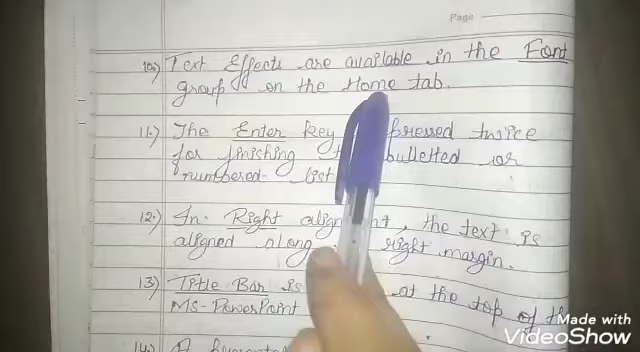 Page
10.) Text Effects are available in the Font
group on the Home tab.
11.) The Enter key pressed twice
for finishing bulletted or
numbered list
12.) In Right alignment, the text is
aligned along right margin.
13.) Title Bar is at the top of the
MS-PowerPoint
14.) A
Made with
VideoShow